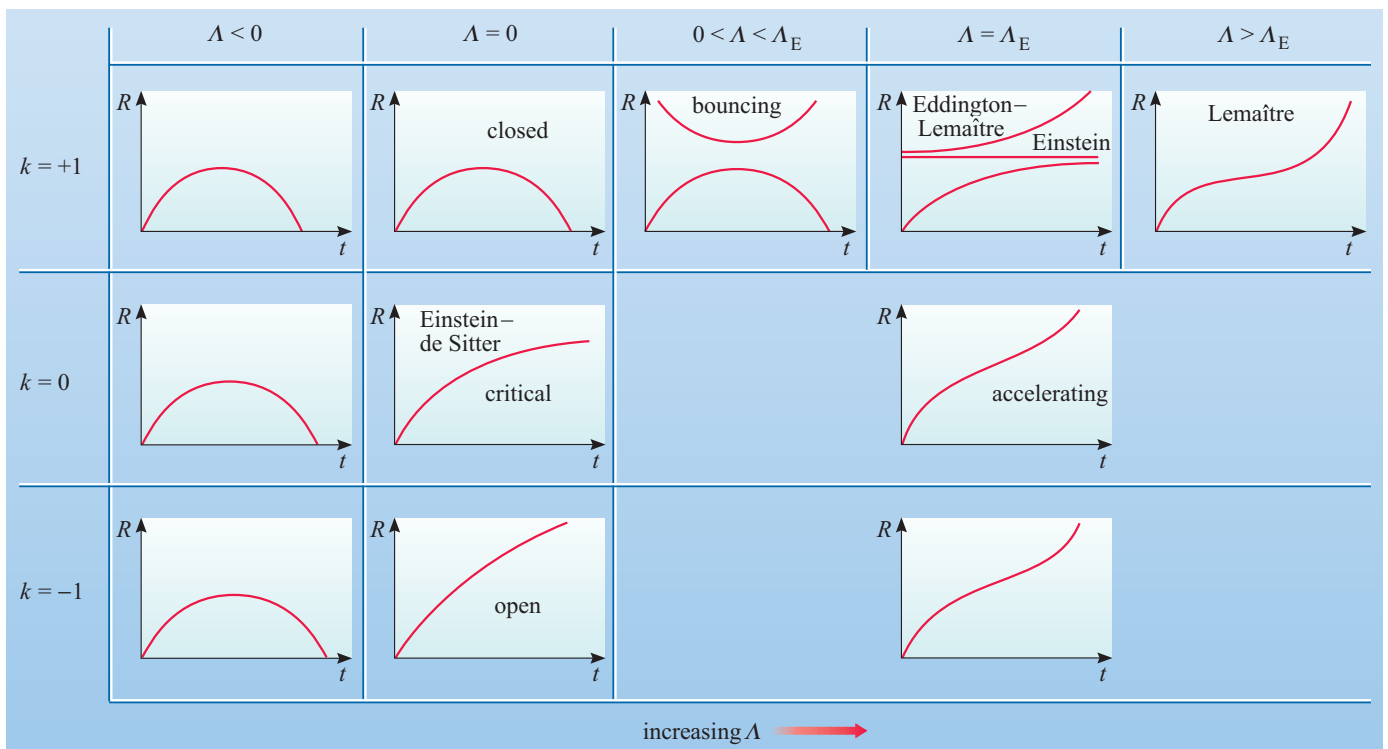 Λ < 0
Λ = 0
0 < Λ < Λ_E
Λ = Λ_E
Λ > Λ_E
k = +1
R
t
R
closed
t
R
bouncing
t
R
Eddington–
Lemaître
Einstein
t
R
Lemaître
t
k = 0
R
t
R
Einstein–
de Sitter
critical
t
R
accelerating
t
k = –1
R
t
R
open
t
R
t
increasing Λ